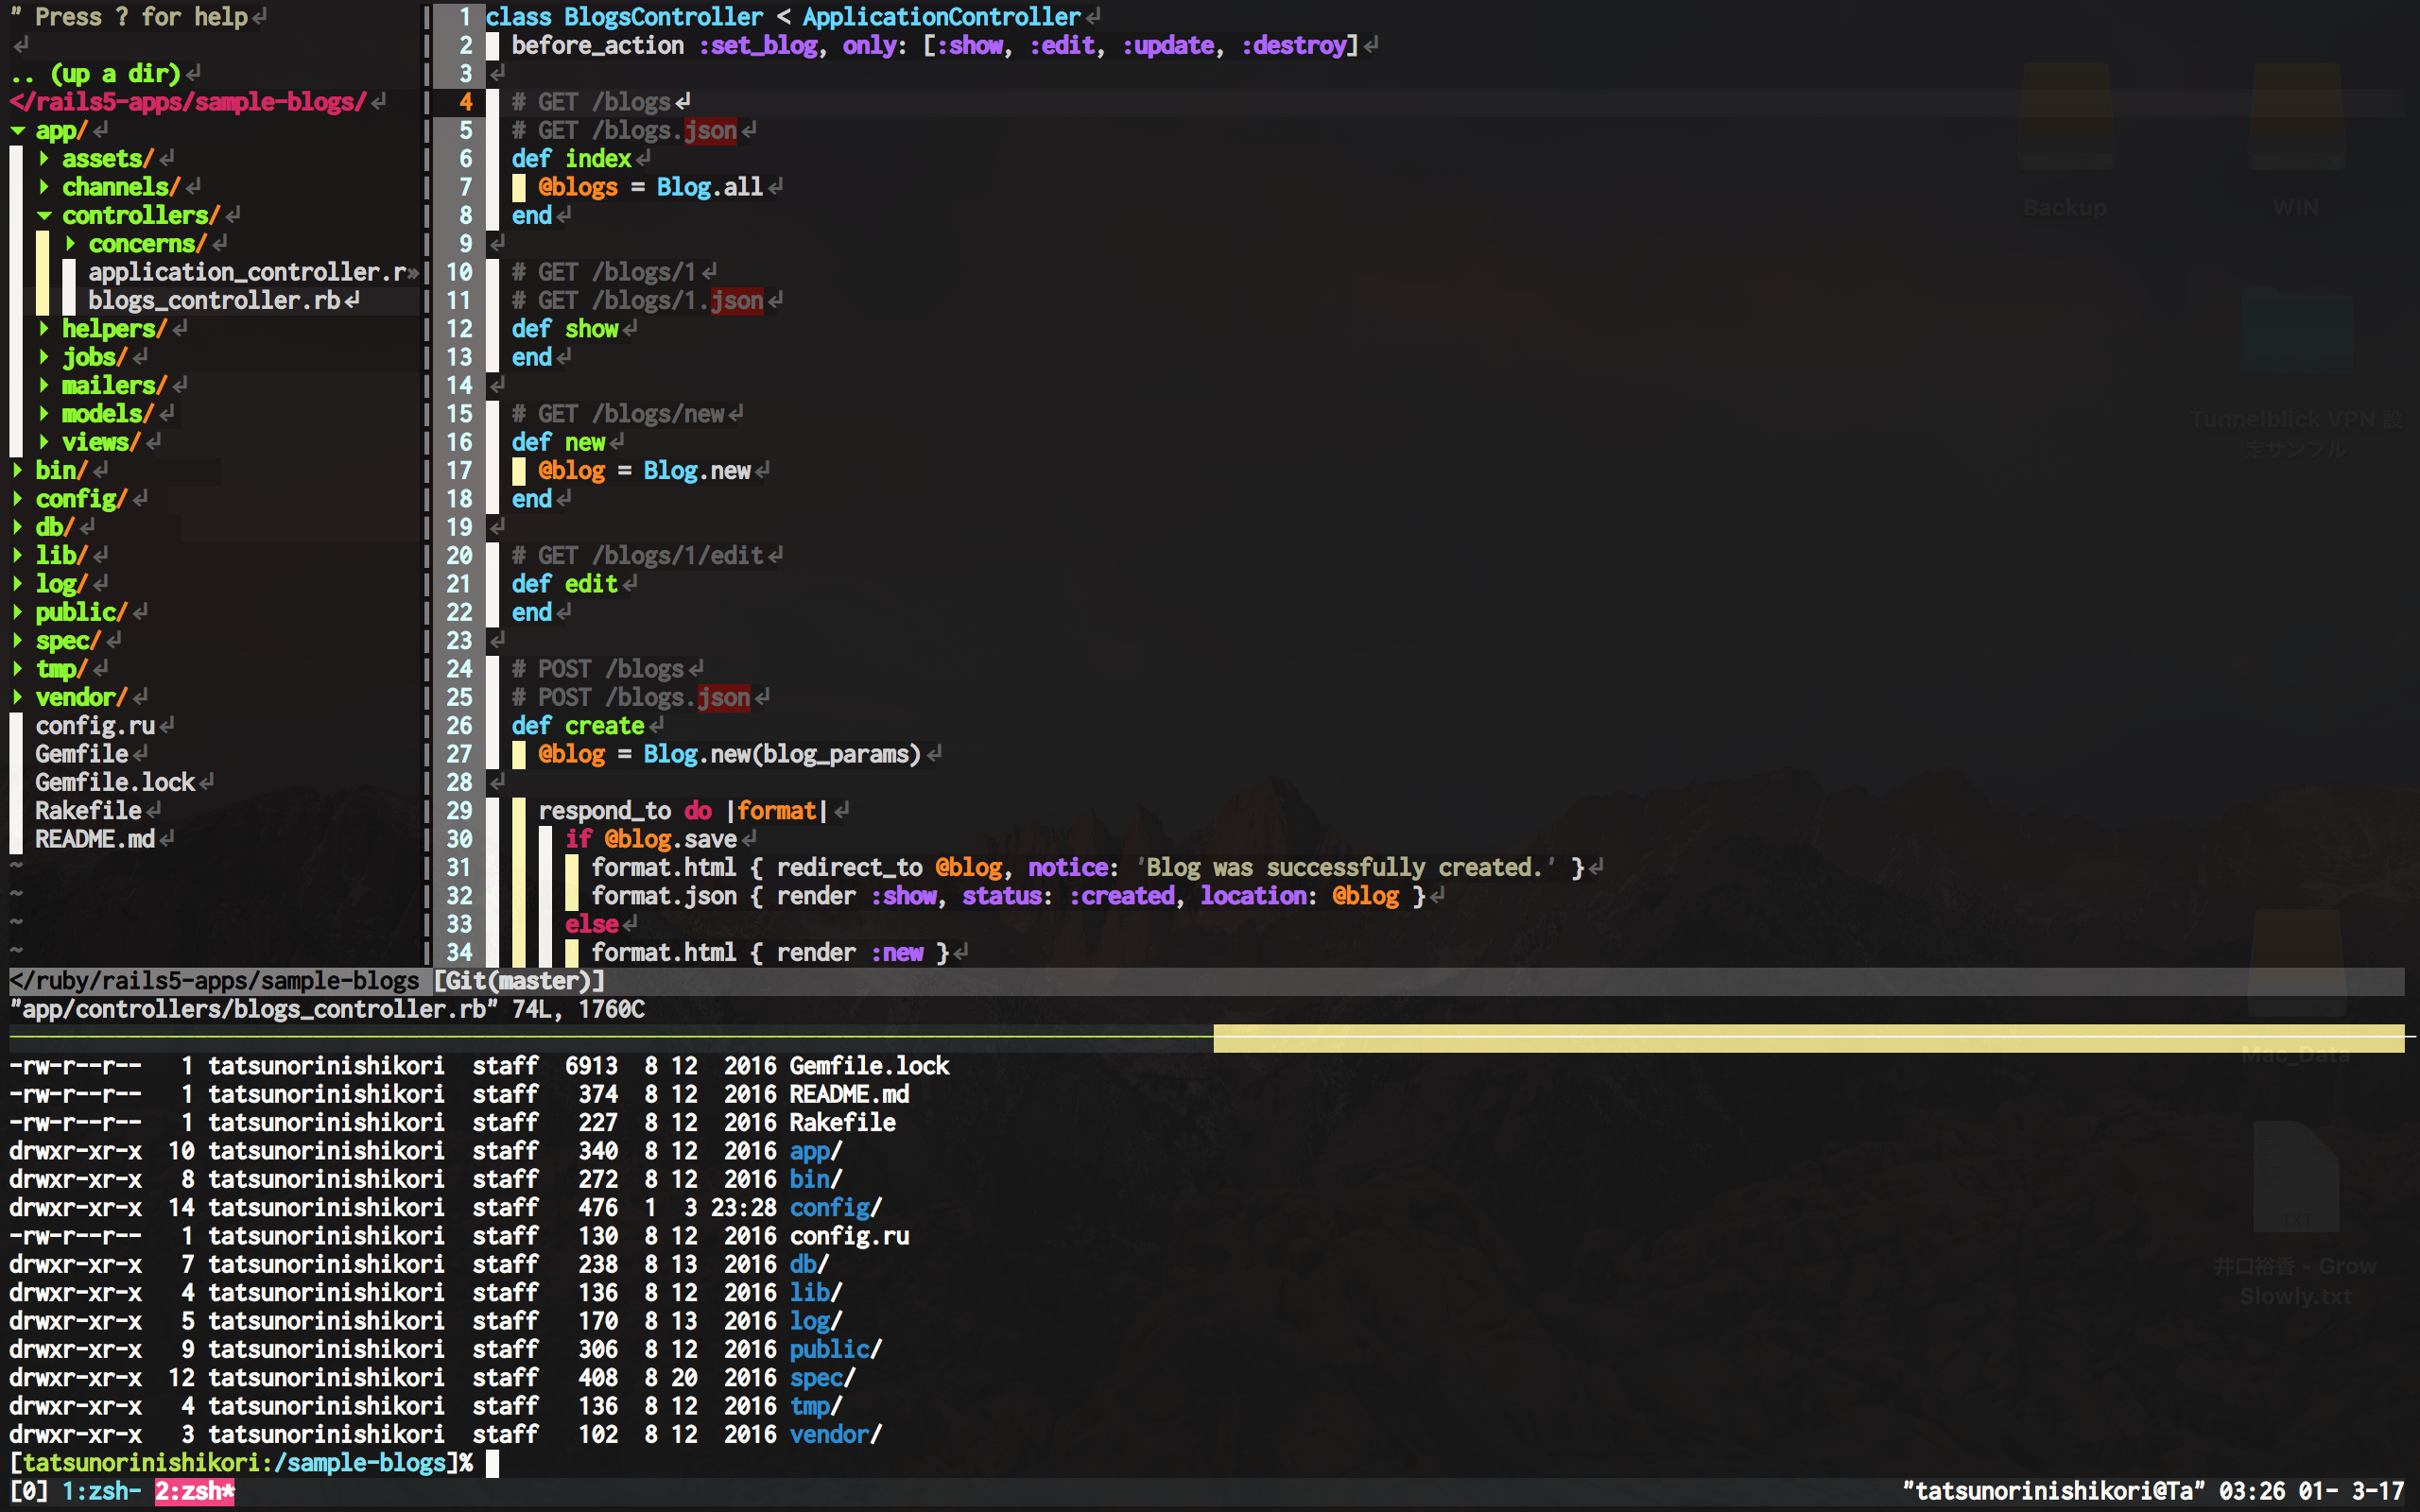 " Press ? for help
.. (up a dir)
</rails5-apps/sample-blogs/
▾ app/
▸ assets/
▸ channels/
▾ controllers/
▸ concerns/
application_controller.r»
blogs_controller.rb
▸ helpers/
▸ jobs/
▸ mailers/
▸ models/
▸ views/
▸ bin/
▸ config/
▸ db/
▸ lib/
▸ log/
▸ public/
▸ spec/
▸ tmp/
▸ vendor/
config.ru
Gemfile
Gemfile.lock
Rakefile
README.md
~
~
~
~
1 class BlogsController < ApplicationController
2 before_action :set_blog, only: [:show, :edit, :update, :destroy]
3
4 # GET /blogs
5 # GET /blogs.json
6 def index
7 @blogs = Blog.all
8 end
9
10 # GET /blogs/1
11 # GET /blogs/1.json
12 def show
13 end
14
15 # GET /blogs/new
16 def new
17 @blog = Blog.new
18 end
19
20 # GET /blogs/1/edit
21 def edit
22 end
23
24 # POST /blogs
25 # POST /blogs.json
26 def create
27 @blog = Blog.new(blog_params)
28
29 respond_to do |format|
30 if @blog.save
31 format.html { redirect_to @blog, notice: 'Blog was successfully created.' }
32 format.json { render :show, status: :created, location: @blog }
33 else
34 format.html { render :new }
</ruby/rails5-apps/sample-blogs [Git(master)]
"app/controllers/blogs_controller.rb" 74L, 1760C
-rw-r--r-- 1 tatsunorinishikori staff 6913 8 12 2016 Gemfile.lock
-rw-r--r-- 1 tatsunorinishikori staff 374 8 12 2016 README.md
-rw-r--r-- 1 tatsunorinishikori staff 227 8 12 2016 Rakefile
drwxr-xr-x 10 tatsunorinishikori staff 340 8 12 2016 app/
drwxr-xr-x 8 tatsunorinishikori staff 272 8 12 2016 bin/
drwxr-xr-x 14 tatsunorinishikori staff 476 1 3 23:28 config/
-rw-r--r-- 1 tatsunorinishikori staff 130 8 12 2016 config.ru
drwxr-xr-x 7 tatsunorinishikori staff 238 8 13 2016 db/
drwxr-xr-x 4 tatsunorinishikori staff 136 8 12 2016 lib/
drwxr-xr-x 5 tatsunorinishikori staff 170 8 13 2016 log/
drwxr-xr-x 9 tatsunorinishikori staff 306 8 12 2016 public/
drwxr-xr-x 12 tatsunorinishikori staff 408 8 20 2016 spec/
drwxr-xr-x 4 tatsunorinishikori staff 136 8 12 2016 tmp/
drwxr-xr-x 3 tatsunorinishikori staff 102 8 12 2016 vendor/
[tatsunorinishikori:/sample-blogs]%
[0] 1:zsh- 2:zsh* "tatsunorinishikori@Ta" 03:26 01- 3-17
Backup
WIN
Tunnelblick VPN 設
定サンプル
Mac_Data
TXT
井口裕香 - Grow
Slowly.txt